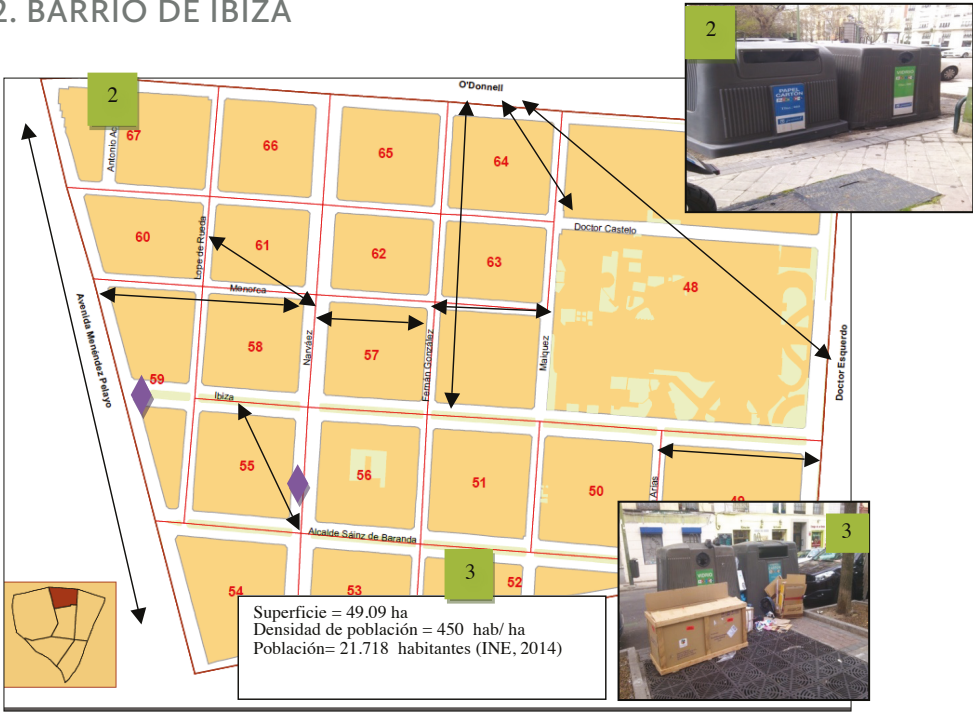 2. BARRIO DE IBIZA
2
O'Donnell
2
PAPEL
CARTÓN
VIDRIO
67
66
65
64
Doctor Castelo
60
Lope de Rueda
61
62
63
48
Menorca
Avenida Menéndez Pelayo
58
Narváez
57
Fernán González
Maiquez
Doctor Esquerdo
59
Ibiza
55
56
51
50
Arias
49
Alcalde Sáinz de Baranda
3
3
54
53
52
Superficie = 49.09 ha
Densidad de población = 450 hab/ ha
Población= 21.718 habitantes (INE, 2014)